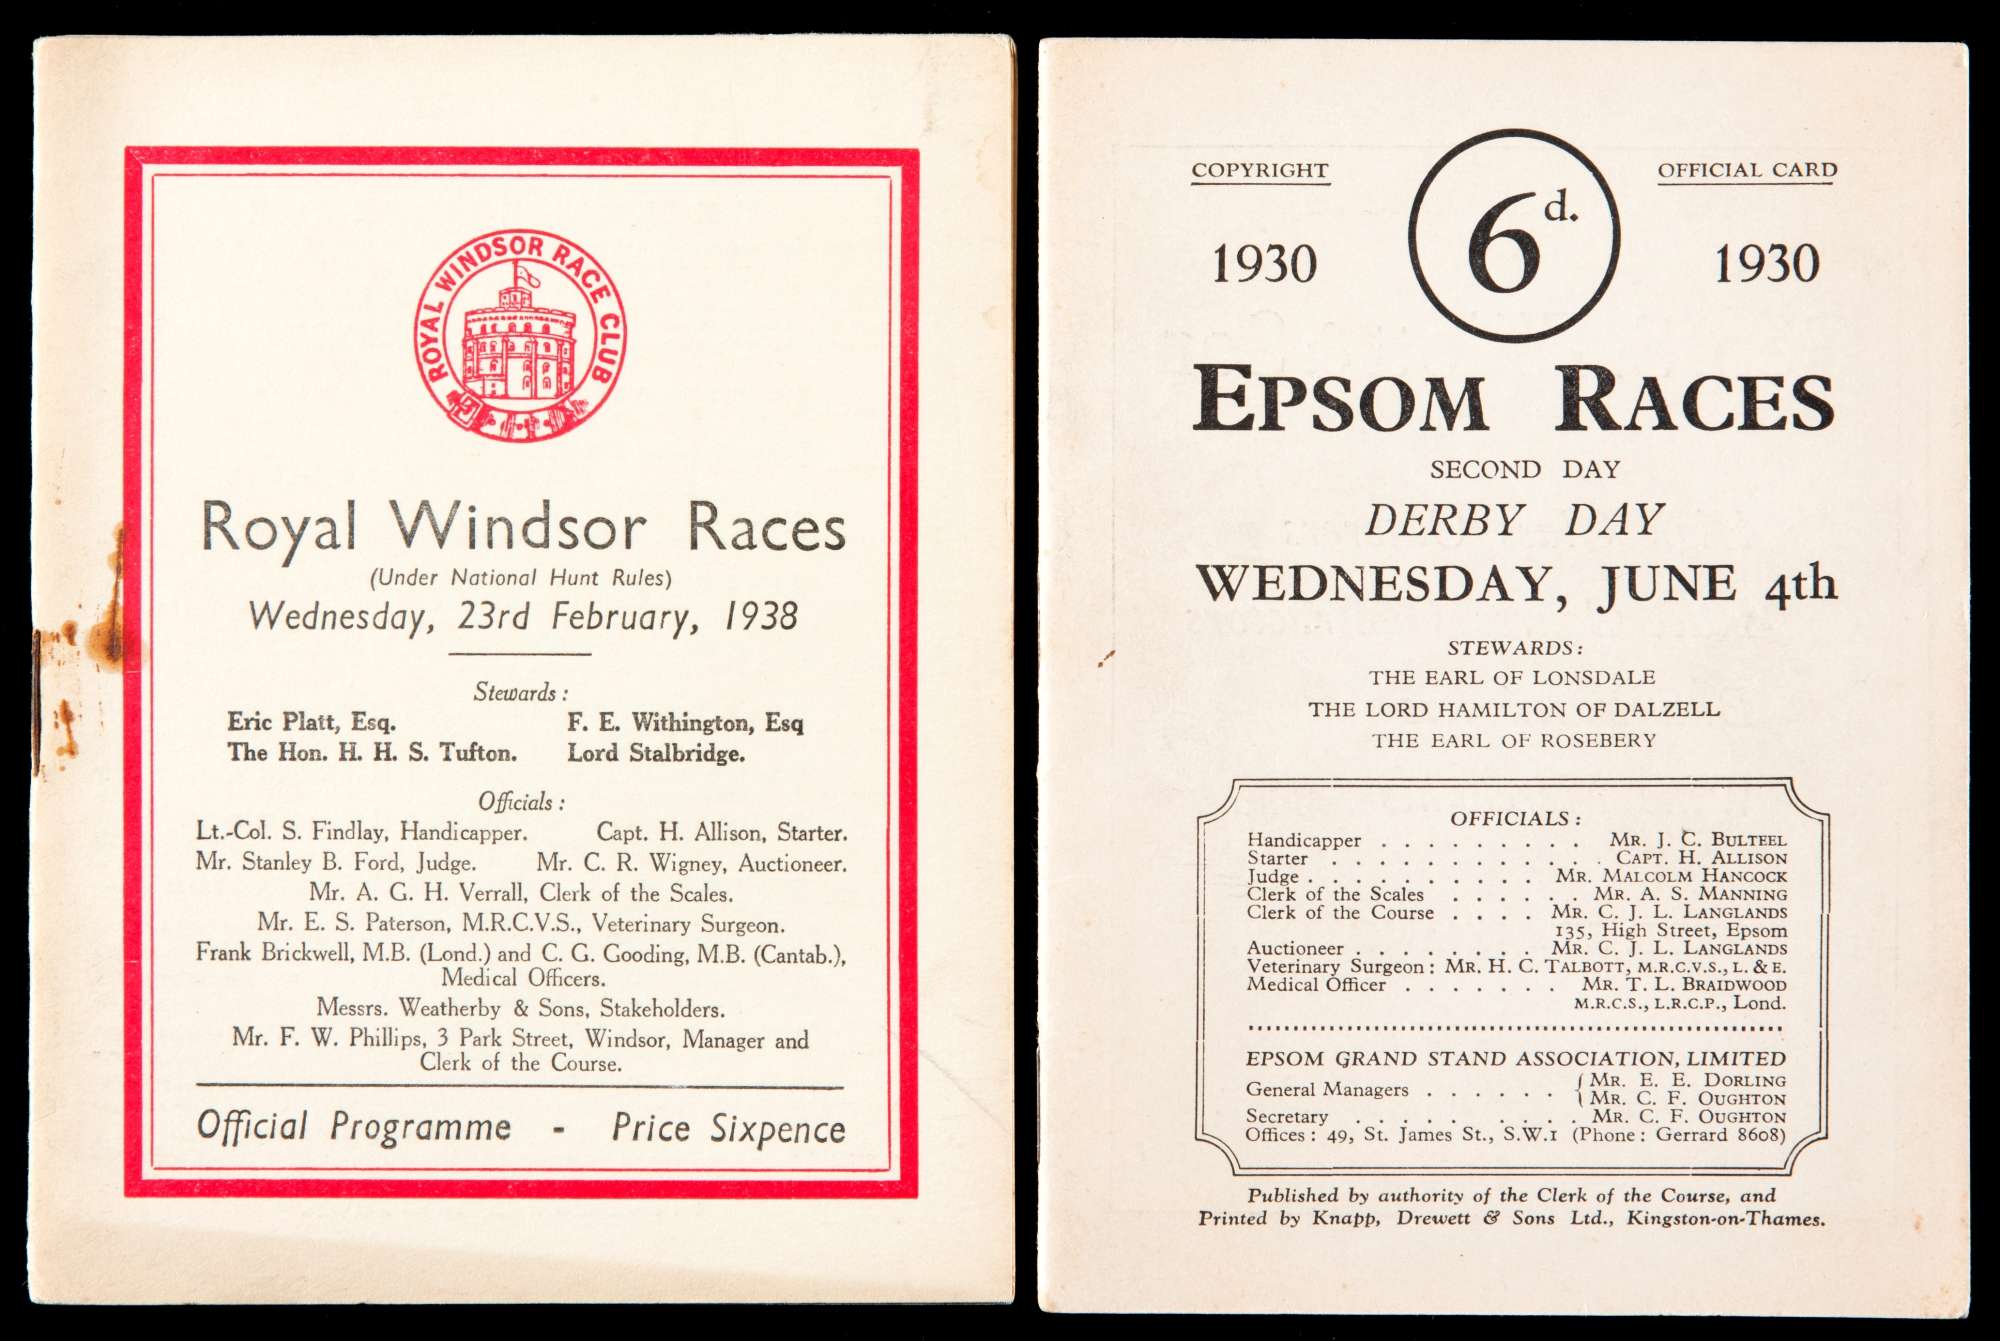 ROYAL WINDSOR RACE CLUB
Royal Windsor Races
(Under National Hunt Rules)
Wednesday, 23rd February, 1938
Stewards :
Eric Platt, Esq. F. E. Withington, Esq
The Hon. H. H. S. Tufton. Lord Stalbridge.
Officials :
Lt.-Col. S. Findlay, Handicapper. Capt. H. Allison, Starter.
Mr. Stanley B. Ford, Judge. Mr. C. R. Wigney, Auctioneer.
Mr. A. G. H. Verrall, Clerk of the Scales.
Mr. E. S. Paterson, M.R.C.V.S., Veterinary Surgeon.
Frank Brickwell, M.B. (Lond.) and C. G. Gooding, M.B. (Cantab.),
Medical Officers.
Messrs. Weatherby & Sons, Stakeholders.
Mr. F. W. Phillips, 3 Park Street, Windsor, Manager and
Clerk of the Course.
Official Programme - Price Sixpence
COPYRIGHT 6d. OFFICIAL CARD
1930 1930
EPSOM RACES
SECOND DAY
DERBY DAY
WEDNESDAY, JUNE 4th
STEWARDS :
THE EARL OF LONSDALE
THE LORD HAMILTON OF DALZELL
THE EARL OF ROSEBERY
OFFICIALS :
Handicapper . . . . . . . . . . MR. J. C. BULTEEL
Starter . . . . . . . . . . . . . CAPT. H. ALLISON
Judge . . . . . . . . . . . MR. MALCOLM HANCOCK
Clerk of the Scales . . . . . . MR. A. S. MANNING
Clerk of the Course . . . . MR. C. J. L. LANGLANDS
135, High Street, Epsom
Auctioneer . . . . . . . . MR. C. J. L. LANGLANDS
Veterinary Surgeon : MR. H. C. TALBOTT, M.R.C.V.S., L. & E.
Medical Officer . . . . . . . MR. T. L. BRAIDWOOD
M.R.C.S., L.R.C.P., Lond.
EPSOM GRAND STAND ASSOCIATION, LIMITED
General Managers . . . . . . { MR. E. E. DORLING
MR. C. F. OUGHTON
Secretary . . . . . . . . . . MR. C. F. OUGHTON
Offices : 49, St. James St., S.W.1 (Phone : Gerrard 8608)
Published by authority of the Clerk of the Course, and
Printed by Knapp, Drewett & Sons Ltd., Kingston-on-Thames.